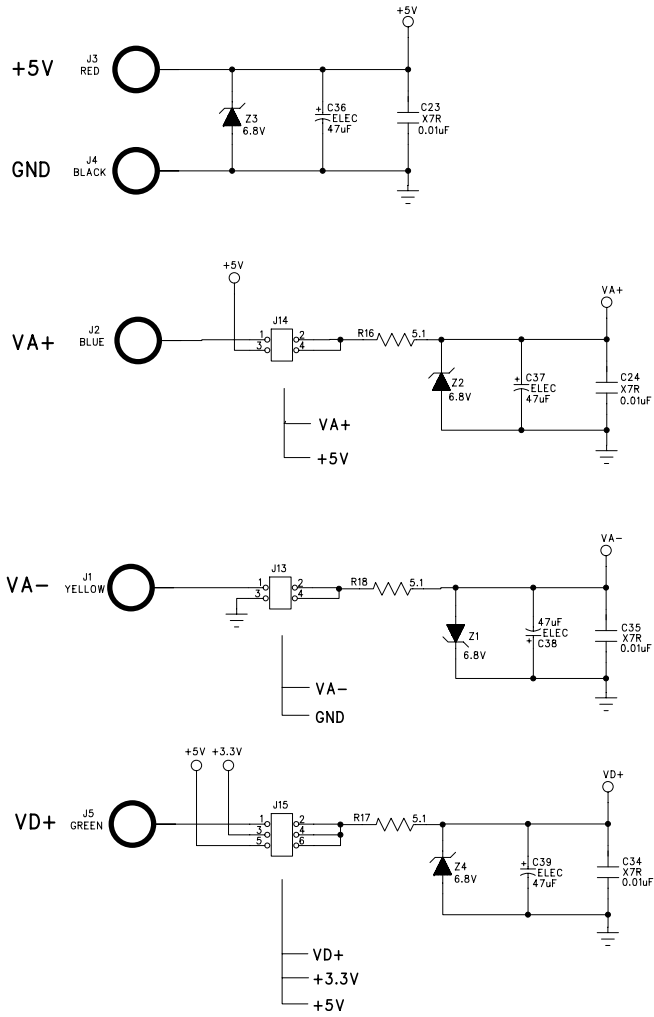 +5V
+5V
J3
RED
Z3
6.8V
+
C36
ELEC
47uF
C23
X7R
0.01uF
GND
J4
BLACK
+5V
VA+
VA+
J2
BLUE
J14
1 2
3 4
R16 5.1
Z2
6.8V
+
C37
ELEC
47uF
C24
X7R
0.01uF
VA+
+5V
VA-
VA-
J1
YELLOW
J13
1 2
3 4
R18 5.1
Z1
6.8V
47uF
ELEC
+
C38
C35
X7R
0.01uF
VA-
GND
+5V +3.3V
VD+
VD+
J5
GREEN
J15
1 2
3 4
5 6
R17 5.1
Z4
6.8V
+
C39
ELEC
47uF
C34
X7R
0.01uF
VD+
+3.3V
+5V